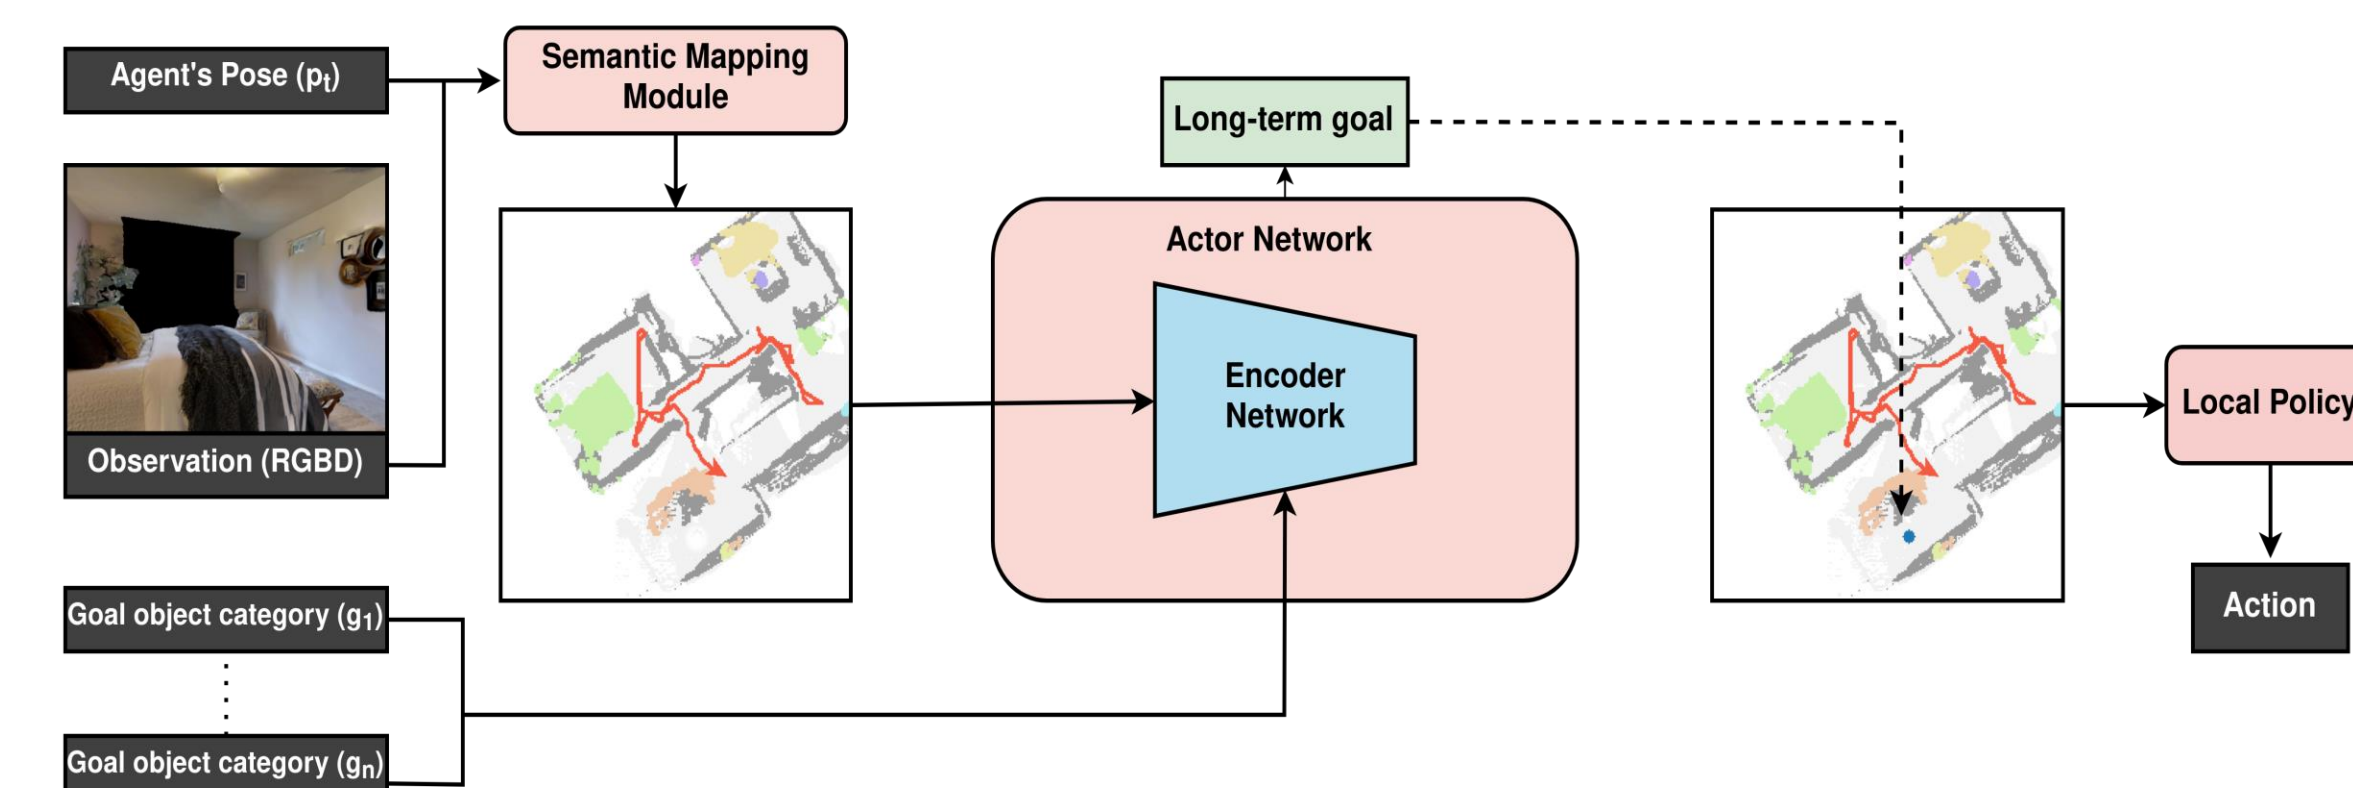 Agent's Pose (pt)
Semantic Mapping
Module
Long-term goal
Actor Network
Encoder
Network
Observation (RGBD)
Local Policy
Action
Goal object category (g1)
Goal object category (gn)